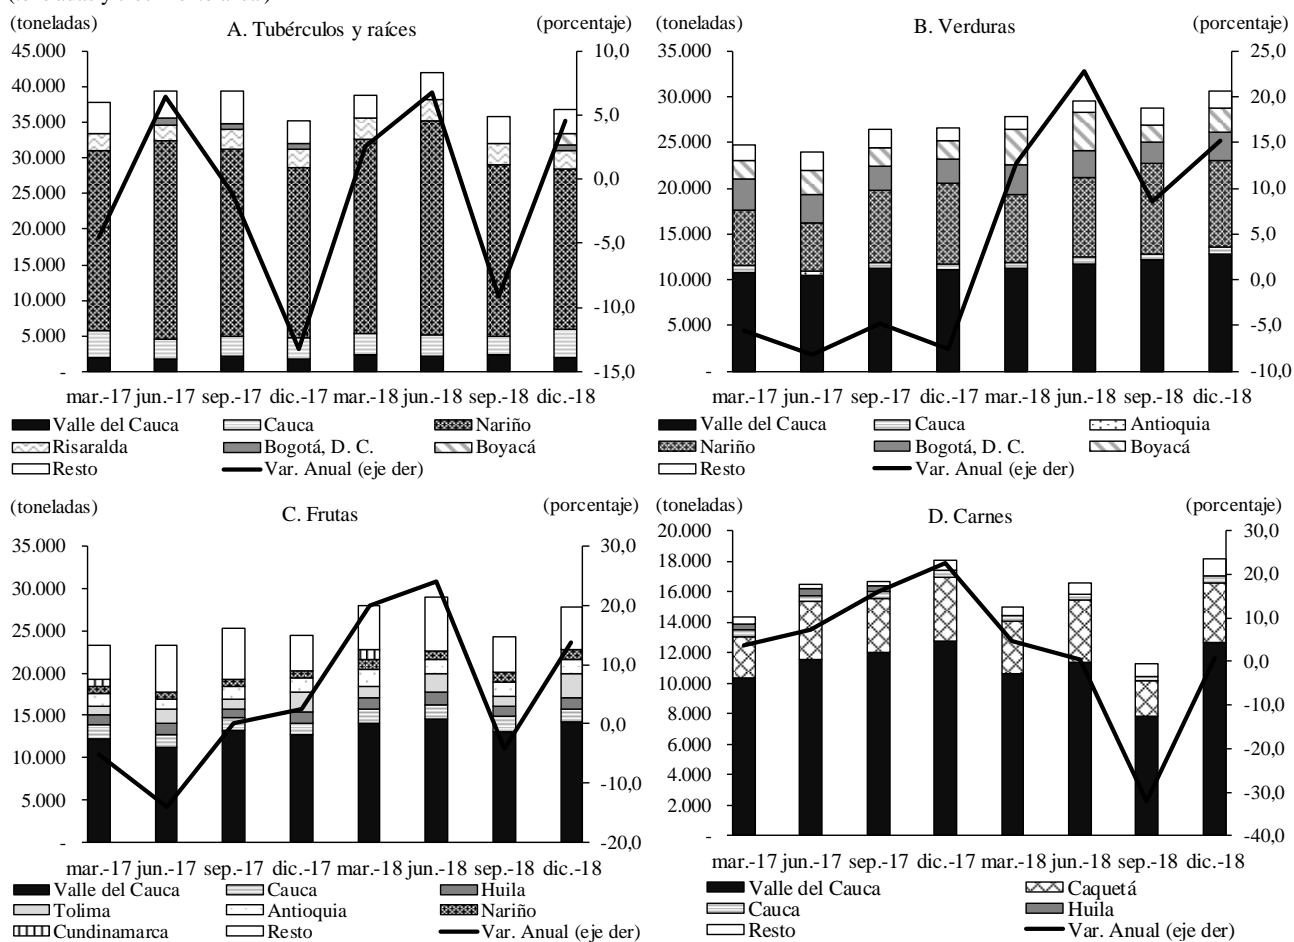 (toneladas) A. Tubérculos y raíces (porcentaje)
45.000 10,0
40.000
35.000 5,0
30.000
25.000 0,0
20.000 -5,0
15.000
10.000 -10,0
5.000
- -15,0
mar.-17 jun.-17 sep.-17 dic.-17 mar.-18 jun.-18 sep.-18 dic.-18
Valle del Cauca Cauca Nariño
Risaralda Bogotá, D. C. Boyacá
Resto Var. Anual (eje der)
(toneladas) B. Verduras (porcentaje)
35.000 25,0
30.000 20,0
25.000 15,0
20.000 10,0
15.000 5,0
10.000 0,0
5.000 -5,0
- -10,0
mar.-17 jun.-17 sep.-17 dic.-17 mar.-18 jun.-18 sep.-18 dic.-18
Valle del Cauca Cauca Antioquia
Nariño Bogotá, D. C. Boyacá
Resto Var. Anual (eje der)
(toneladas) C. Frutas (porcentaje)
35.000 30,0
30.000 20,0
25.000
20.000 10,0
15.000 0,0
10.000
5.000 -10,0
- -20,0
mar.-17 jun.-17 sep.-17 dic.-17 mar.-18 jun.-18 sep.-18 dic.-18
Valle del Cauca Cauca Huila
Tolima Antioquia Nariño
Cundinamarca Resto Var. Anual (eje der)
(toneladas) D. Carnes (porcentaje)
20.000 30,0
18.000 20,0
16.000
14.000 10,0
12.000 0,0
10.000
8.000 -10,0
6.000 -20,0
4.000 -30,0
2.000
- -40,0
mar.-17 jun.-17 sep.-17 dic.-17 mar.-18 jun.-18 sep.-18 dic.-18
Valle del Cauca Caquetá
Cauca Huila
Resto Var. Anual (eje der)